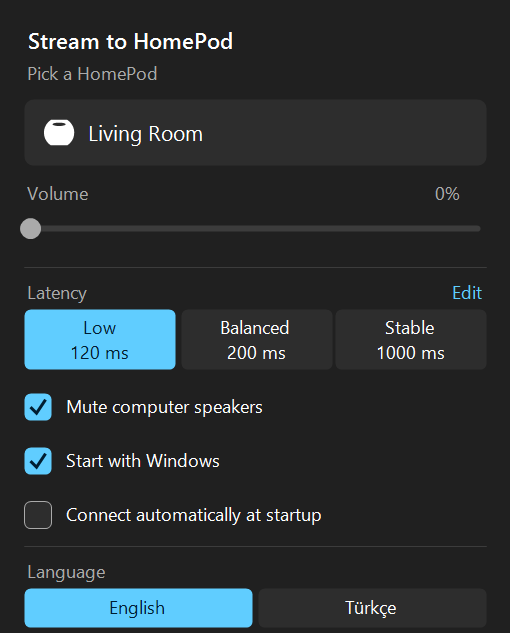 Stream to HomePod
Pick a HomePod
Living Room
Volume 0%
Latency Edit
Low Balanced Stable
120 ms 200 ms 1000 ms
Mute computer speakers
Start with Windows
Connect automatically at startup
Language
English Türkçe